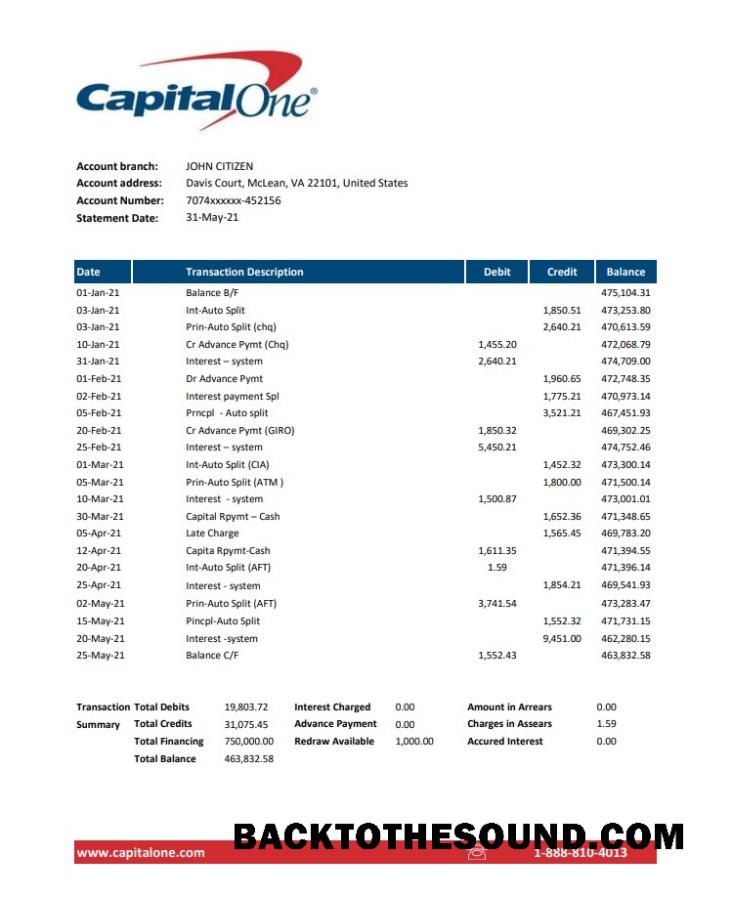 CapitalOne®
Account branch: JOHN CITIZEN
Account address: Davis Court, McLean, VA 22101, United States
Account Number: 7074xxxxxx-452156
Statement Date: 31-May-21
Date Transaction Description Debit Credit Balance
01-Jan-21 Balance B/F 475,104.31
03-Jan-21 Int-Auto Split 1,850.51 473,253.80
03-Jan-21 Prin-Auto Split (chq) 2,640.21 470,613.59
10-Jan-21 Cr Advance Pymt (Chq) 1,455.20 472,068.79
31-Jan-21 Interest – system 2,640.21 474,709.00
01-Feb-21 Dr Advance Pymt 1,960.65 472,748.35
02-Feb-21 Interest payment Spl 1,775.21 470,973.14
05-Feb-21 Prncpl - Auto split 3,521.21 467,451.93
20-Feb-21 Cr Advance Pymt (GIRO) 1,850.32 469,302.25
25-Feb-21 Interest – system 5,450.21 474,752.46
01-Mar-21 Int-Auto Split (CIA) 1,452.32 473,300.14
05-Mar-21 Prin-Auto Split (ATM ) 1,800.00 471,500.14
10-Mar-21 Interest - system 1,500.87 473,001.01
30-Mar-21 Capital Rpymt – Cash 1,652.36 471,348.65
05-Apr-21 Late Charge 1,565.45 469,783.20
12-Apr-21 Capita Rpymt-Cash 1,611.35 471,394.55
20-Apr-21 Int-Auto Split (AFT) 1.59 471,396.14
25-Apr-21 Interest - system 1,854.21 469,541.93
02-May-21 Prin-Auto Split (AFT) 3,741.54 473,283.47
15-May-21 Pincpl-Auto Split 1,552.32 471,731.15
20-May-21 Interest -system 9,451.00 462,280.15
25-May-21 Balance C/F 1,552.43 463,832.58
Transaction Total Debits 19,803.72 Interest Charged 0.00 Amount in Arrears 0.00
Summary Total Credits 31,075.45 Advance Payment 0.00 Charges in Assears 1.59
Total Financing 750,000.00 Redraw Available 1,000.00 Accured Interest 0.00
Total Balance 463,832.58
BACKTOTHESOUND.COM
www.capitalone.com 1-888-810-4013